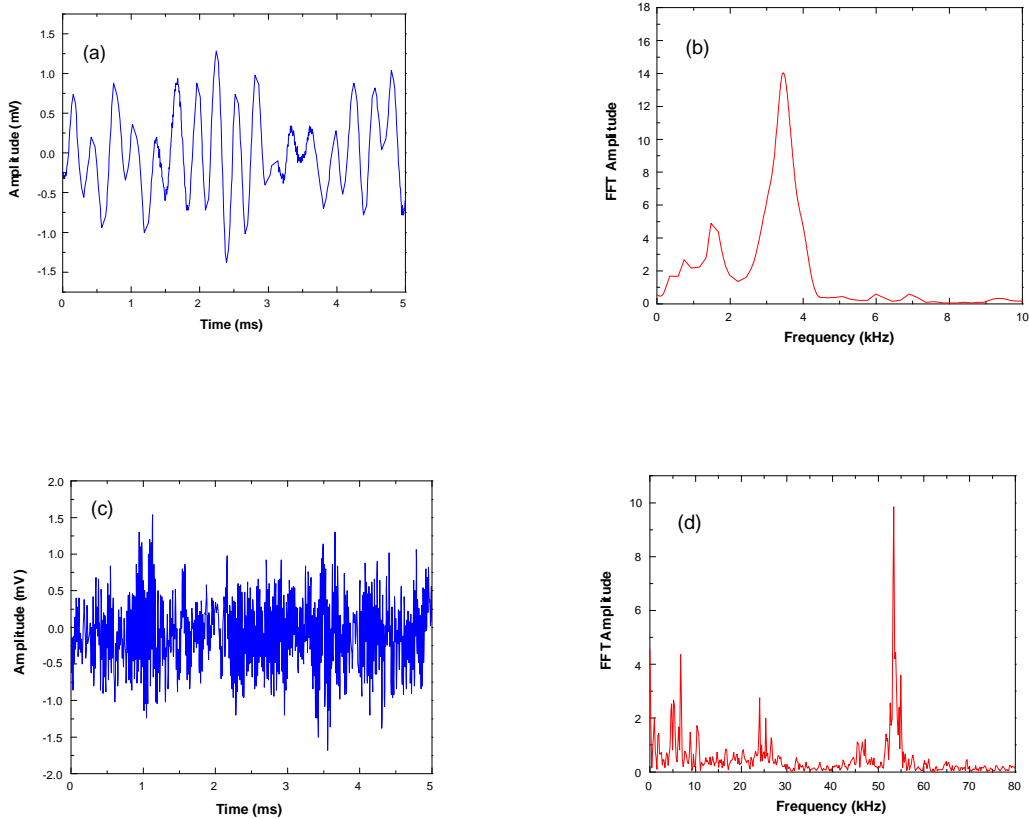 (a)
1.5
1.0
0.5
0.0
-0.5
-1.0
-1.5
Amplitude (mV)
0 1 2 3 4 5
Time (ms)
(b)
18
16
14
12
10
8
6
4
2
0
FFT Amplitude
0 2 4 6 8 10
Frequency (kHz)
(c)
2.0
1.5
1.0
0.5
0.0
-0.5
-1.0
-1.5
-2.0
Amplitude (mV)
0 1 2 3 4 5
Time (ms)
(d)
10
8
6
4
2
0
FFT Amplitude
0 10 20 30 40 50 60 70 80
Frequency (kHz)